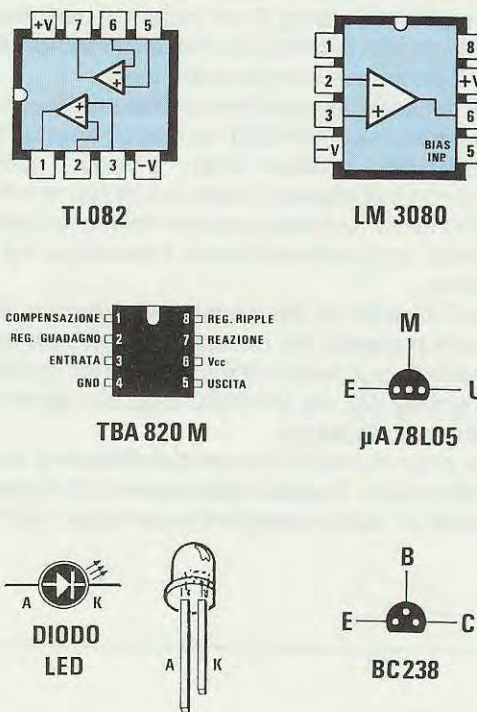 +V 7 6 5
1 2 3 −V
TL082
1 8
2 +V
3 6
−V BIAS INP. 5
LM 3080
COMPENSAZIONE 1 8 REG. RIPPLE
REG. GUADAGNO 2 7 REAZIONE
ENTRATA 3 6 Vcc
GND 4 5 USCITA
TBA 820 M
M
E U
µA78L05
A K
DIODO
LED
A K
B
E C
BC238